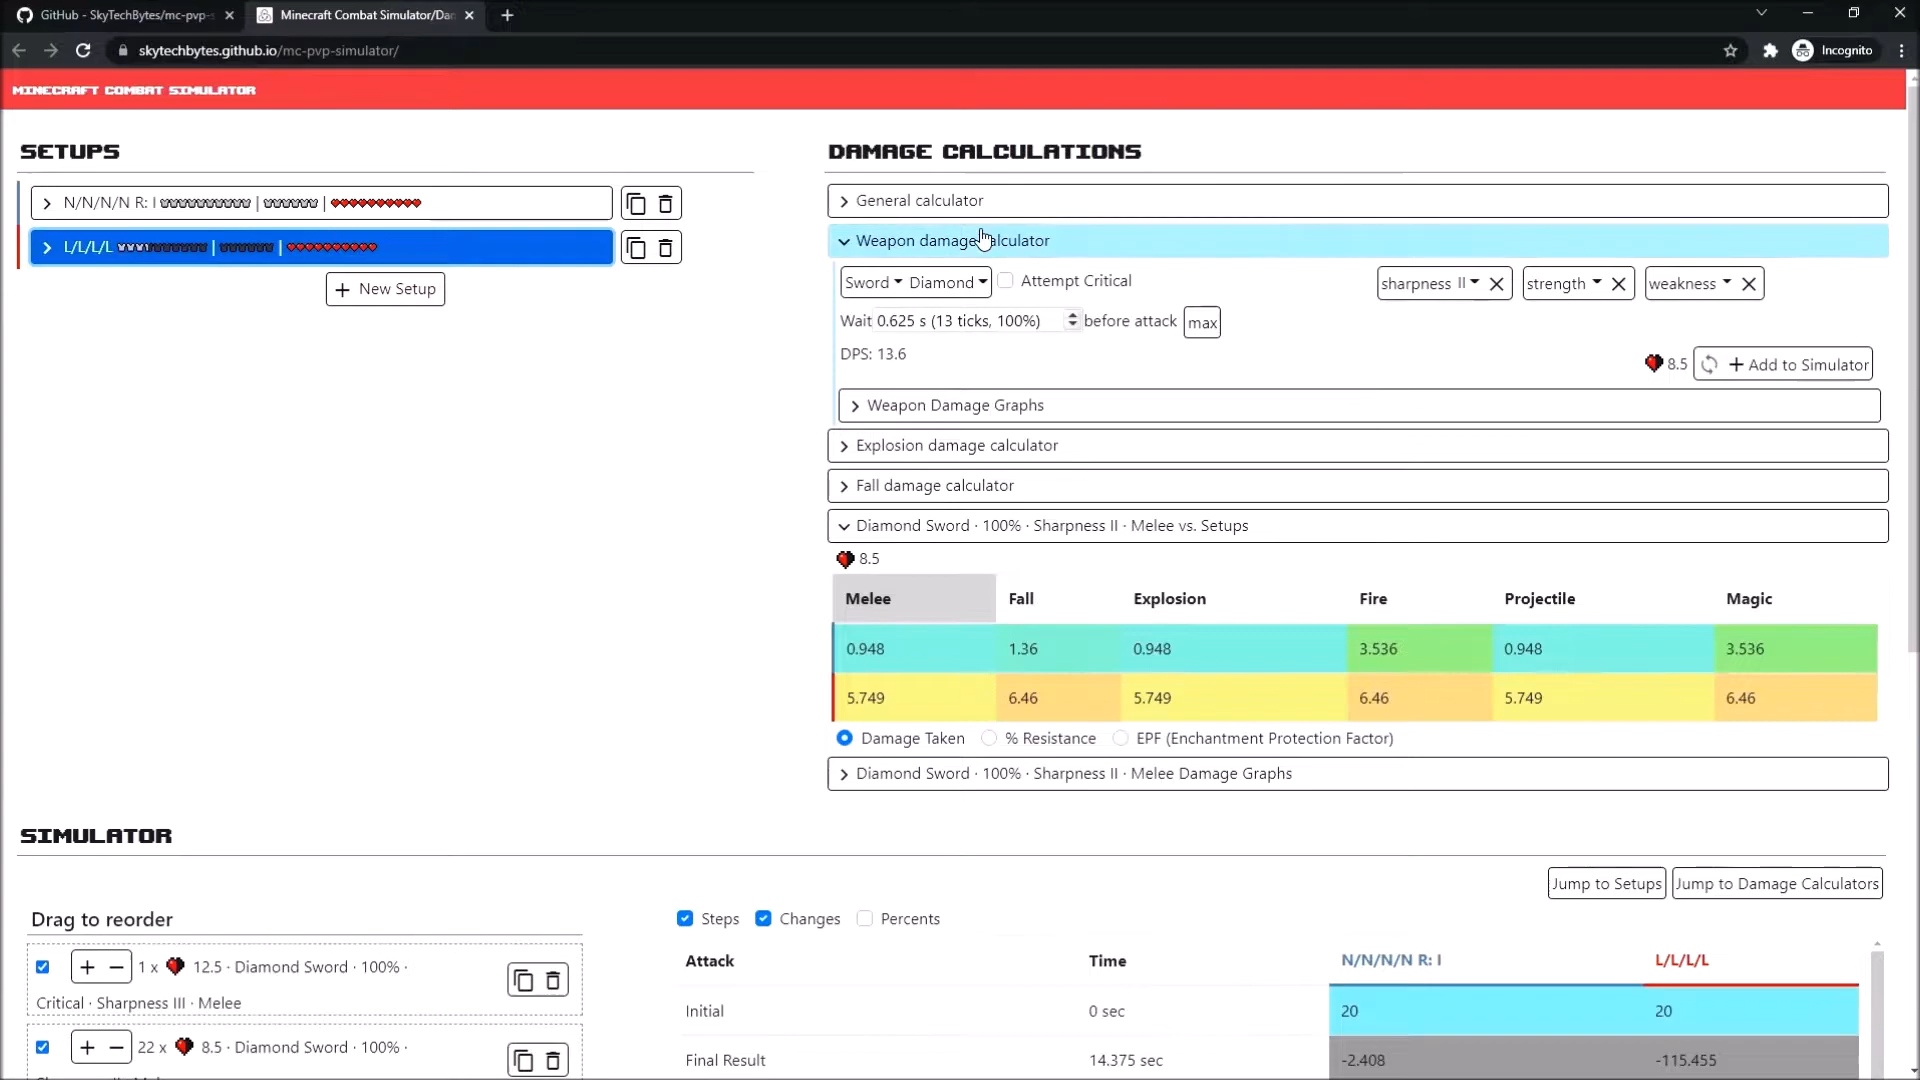 GitHub - SkyTechBytes/mc-pvp-s
Minecraft Combat Simulator/Da
skytechbytes.github.io/mc-pvp-simulator/
Incognito
MINECRAFT COMBAT SIMULATOR
SETUPS
N/N/N/N R: I | |
L/L/L/L | |
New Setup
DAMAGE CALCULATIONS
General calculator
Weapon damage calculator
Sword Diamond Attempt Critical sharpness II strength weakness
Wait 0.625 s (13 ticks, 100%) before attack max
DPS: 13.6
8.5 + Add to Simulator
Weapon Damage Graphs
Explosion damage calculator
Fall damage calculator
Diamond Sword · 100% · Sharpness II · Melee vs. Setups
8.5
Melee Fall Explosion Fire Projectile Magic
0.948 1.36 0.948 3.536 0.948 3.536
5.749 6.46 5.749 6.46 5.749 6.46
Damage Taken % Resistance EPF (Enchantment Protection Factor)
Diamond Sword · 100% · Sharpness II · Melee Damage Graphs
SIMULATOR
Jump to Setups Jump to Damage Calculators
Drag to reorder
+ − 1 x 12.5 · Diamond Sword · 100% ·
Critical · Sharpness III · Melee
+ − 22 x 8.5 · Diamond Sword · 100% ·
Steps Changes Percents
Attack Time N/N/N/N R: I L/L/L/L
Initial 0 sec 20 20
Final Result 14.375 sec -2.408 -115.455